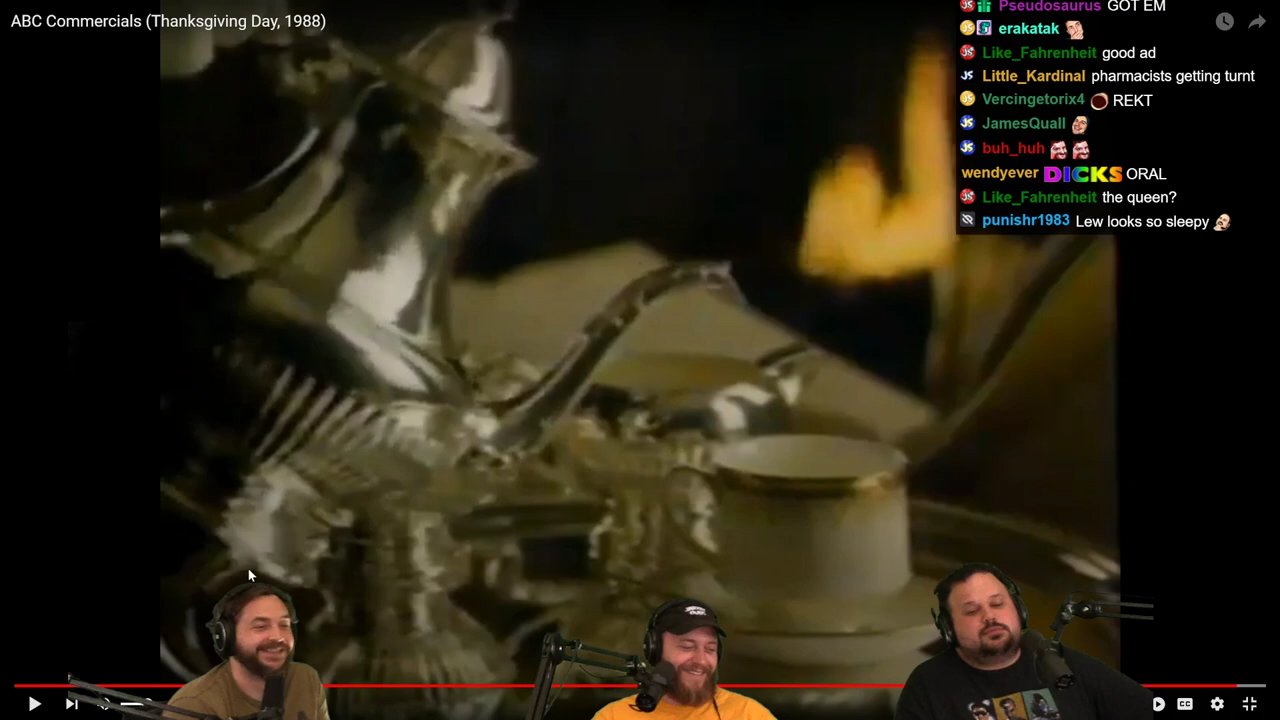 ABC Commercials (Thanksgiving Day, 1988)
Pseudosaurus GOT EM
erakatak
Like_Fahrenheit good ad
Little_Kardinal pharmacists getting turnt
Vercingetorix4 REKT
JamesQuall
buh_huh
wendyever DICKS ORAL
Like_Fahrenheit the queen?
punishr1983 Lew looks so sleepy
CC